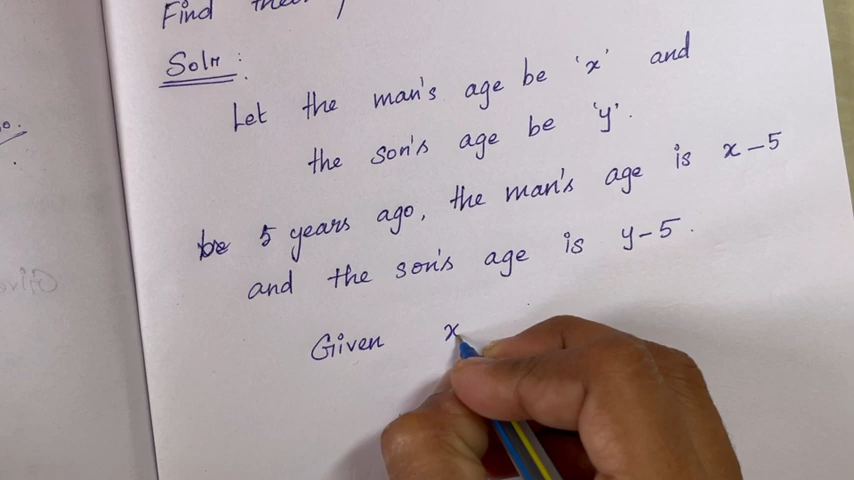 Find
Soln:
Let the man's age be 'x' and
the son's age be 'y'.
be 5 years ago, the man's age is x-5
and the son's age is y-5.
Given x